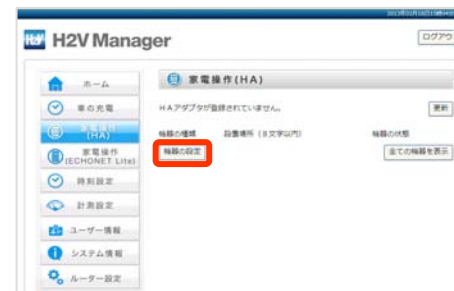 H2V H2V Manager
ログアウ
ホーム
家電操作(HA)
車の充電
HAアダプタが登録されていません。
更新
家電操作
(HA)
機器の種類 設置場所(8文字以内) 機器の状態
家電操作
(ECHONET Lite)
機器の設定
全ての機器を表示
時刻設定
計測設定
ユーザー情報
システム情報
ルーター設定